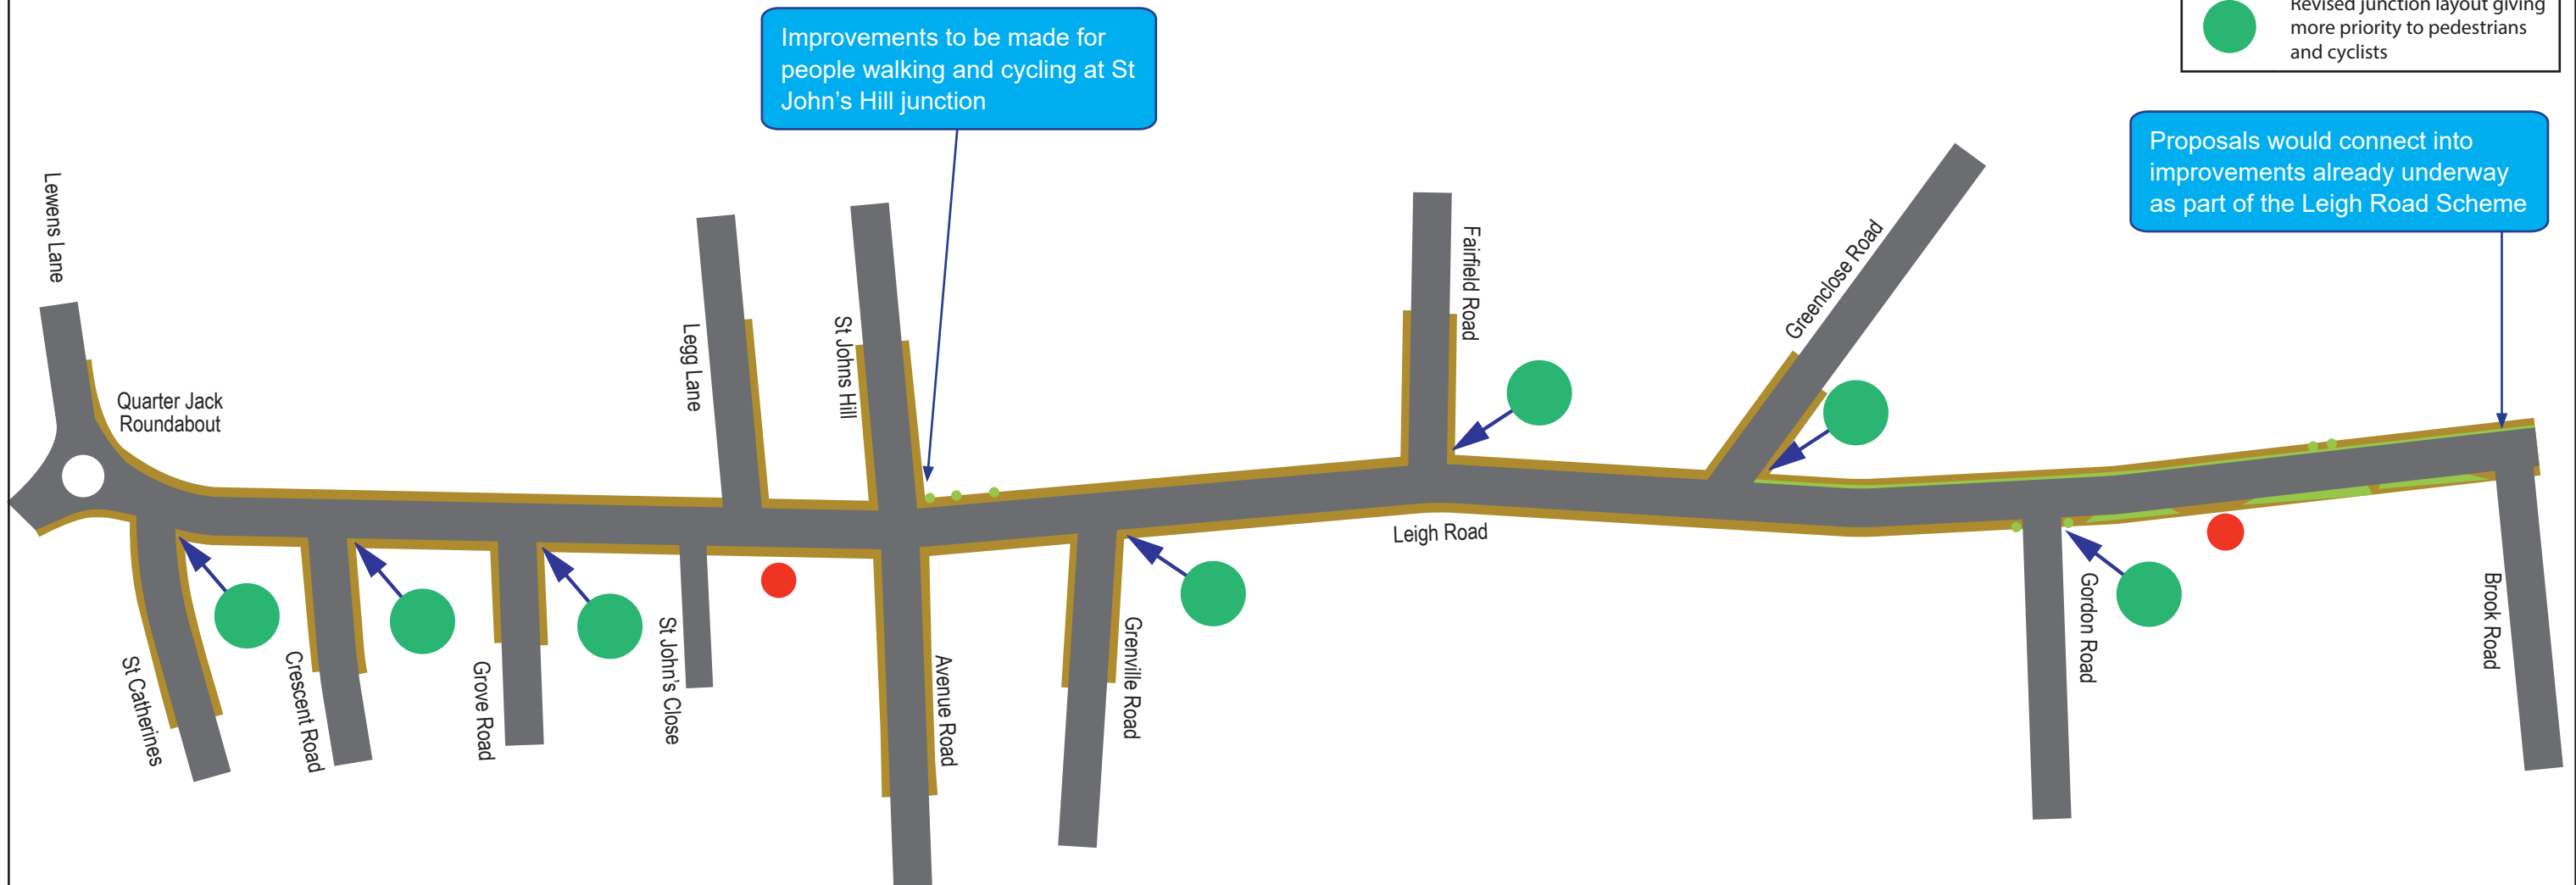 Revised junction layout giving
more priority to pedestrians
and cyclists
Improvements to be made for
people walking and cycling at St
John’s Hill junction
Proposals would connect into
improvements already underway
as part of the Leigh Road Scheme
Lewens Lane
Quarter Jack
Roundabout
Legg Lane
St Johns Hill
Fairfield Road
Greenclose Road
Leigh Road
St Catherines
Crescent Road
Grove Road
St John’s Close
Avenue Road
Grenville Road
Gordon Road
Brook Road